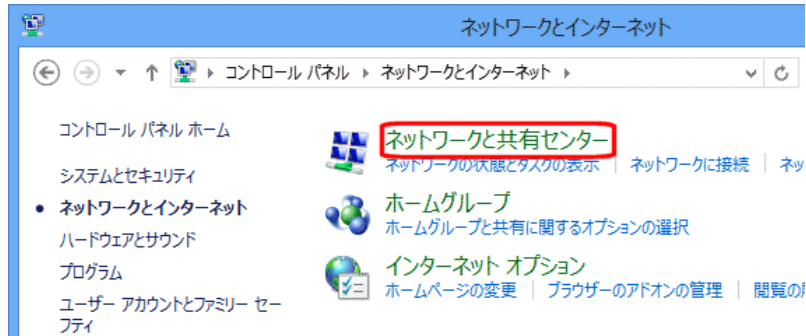 ネットワークとインターネット
コントロール パネル ネットワークとインターネット
コントロール パネル ホーム
システムとセキュリティ
ネットワークとインターネット
ハードウェアとサウンド
プログラム
ユーザー アカウントとファミリー セー
フティ
ネットワークと共有センター
ネットワークの状態とタスクの表示 ネットワークに接続 ネッ
ホームグループ
ホームグループと共有に関するオプションの選択
インターネット オプション
ホームページの変更 ブラウザーのアドオンの管理 閲覧の